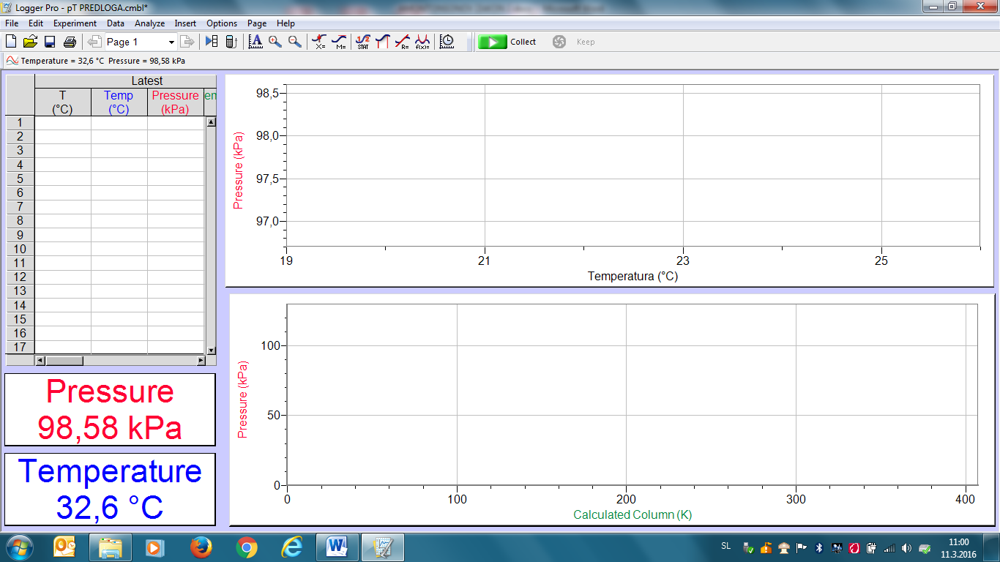 Logger Pro - pT PREDLOGA.cmbl*
File Edit Experiment Data Analyze Insert Options Page Help
Page 1
X= M= 1/2 STAT R= f(x)= Collect Keep
Temperature = 32,6 °C Pressure = 98,58 kPa
Latest
T Temp Pressure en
(°C) (°C) (kPa)
1
2
3
4
5
6
7
8
9
10
11
12
13
14
15
16
17
Pressure
98,58 kPa
Temperature
32,6 °C
Pressure (kPa)
98,5
98,0
97,5
97,0
19 21 23 25
Temperatura (°C)
Pressure (kPa)
100
50
0
0 100 200 300 400
Calculated Column (K)
SL
11:00
11.3.2016